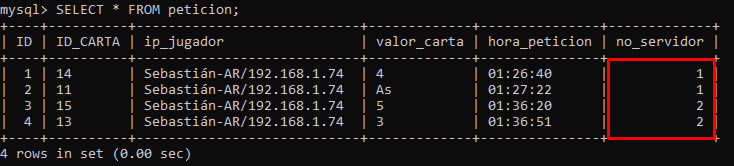 mysql> SELECT * FROM peticion;
+----+----------+---------------------------+-------------+---------------+-------------+
| ID | ID_CARTA | ip_jugador                | valor_carta | hora_peticion | no_servidor |
+----+----------+---------------------------+-------------+---------------+-------------+
|  1 | 14       | Sebastián-AR/192.168.1.74 | 4           | 01:26:40      |           1 |
|  2 | 11       | Sebastián-AR/192.168.1.74 | As          | 01:27:22      |           1 |
|  3 | 15       | Sebastián-AR/192.168.1.74 | 5           | 01:36:20      |           2 |
|  4 | 13       | Sebastián-AR/192.168.1.74 | 3           | 01:36:51      |           2 |
+----+----------+---------------------------+-------------+---------------+-------------+
4 rows in set (0.00 sec)